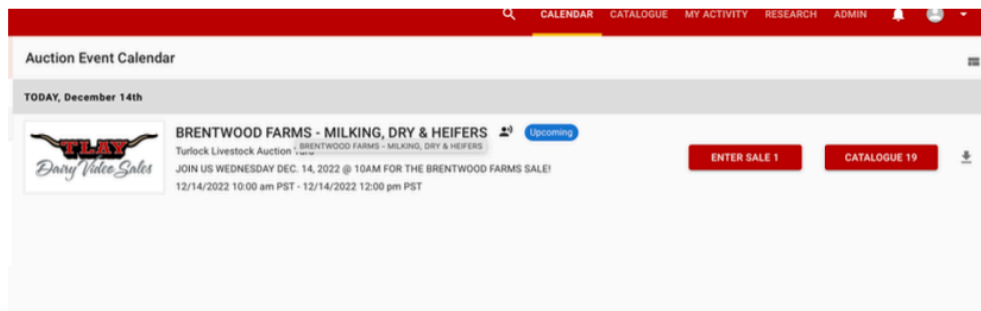 CALENDAR CATALOGUE MY ACTIVITY RESEARCH ADMIN
Auction Event Calendar
TODAY, December 14th
TLAY
Dairy Video Sales
BRENTWOOD FARMS - MILKING, DRY & HEIFERS Upcoming
Turlock Livestock Auction
BRENTWOOD FARMS - MILKING, DRY & HEIFERS
JOIN US WEDNESDAY DEC. 14, 2022 @ 10AM FOR THE BRENTWOOD FARMS SALE!
12/14/2022 10:00 am PST - 12/14/2022 12:00 pm PST
ENTER SALE 1 CATALOGUE 19